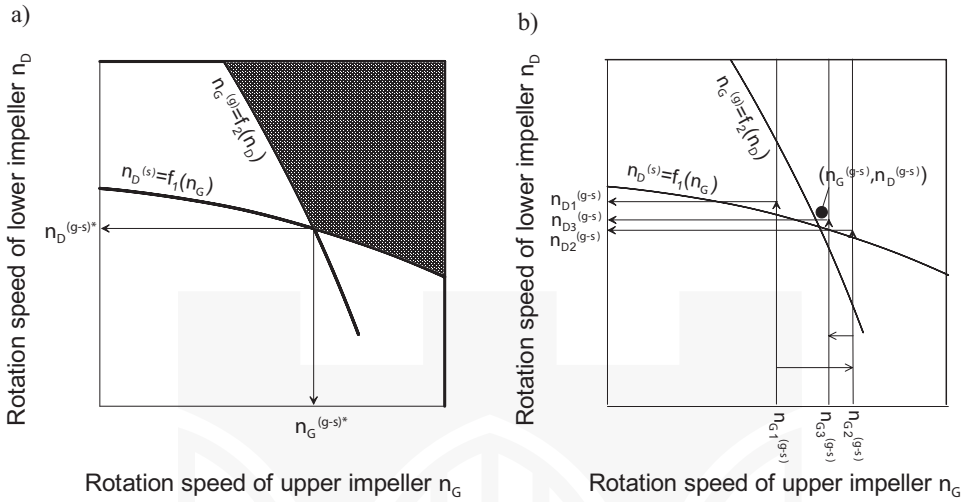 a)
Rotation speed of lower impeller n_D
n_G^(g)=f_2(n_D)
n_D^(s)=f_1(n_G)
n_D^(g-s)*
n_G^(g-s)*
Rotation speed of upper impeller n_G
b)
Rotation speed of lower impeller n_D
n_G^(g)=f_2(n_D)
n_D^(s)=f_1(n_G)
(n_G^(g-s),n_D^(g-s))
n_D1^(g-s)
n_D3^(g-s)
n_D2^(g-s)
n_G1^(g-s)
n_G3^(g-s)
n_G2^(g-s)
Rotation speed of upper impeller n_G